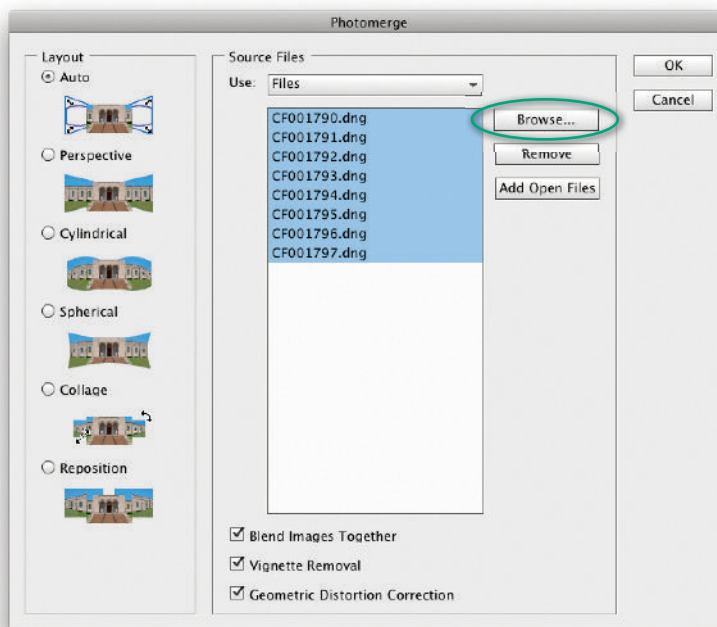 Photomerge
Layout
Auto
Perspective
Cylindrical
Spherical
Collage
Reposition
Source Files
Use: Files
CF001790.dng
CF001791.dng
CF001792.dng
CF001793.dng
CF001794.dng
CF001795.dng
CF001796.dng
CF001797.dng
Browse...
Remove
Add Open Files
Blend Images Together
Vignette Removal
Geometric Distortion Correction
OK
Cancel